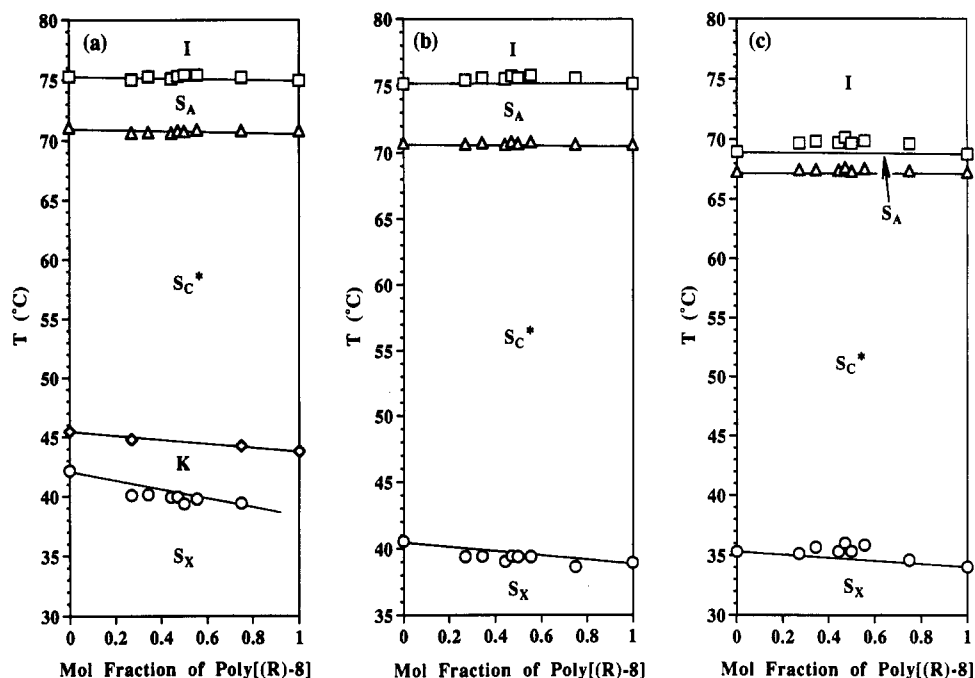 (a)
I
S_A
S_C*
K
S_X
T (°C)
80
75
70
65
60
55
50
45
40
35
30
0 0.2 0.4 0.6 0.8 1
Mol Fraction of Poly[(R)-8]
(b)
I
S_A
S_C*
S_X
T (°C)
80
75
70
65
60
55
50
45
40
35
0 0.2 0.4 0.6 0.8 1
Mol Fraction of Poly[(R)-8]
(c)
I
S_A
S_C*
S_X
T (°C)
80
75
70
65
60
55
50
45
40
35
30
0 0.2 0.4 0.6 0.8 1
Mol Fraction of Poly[(R)-8]